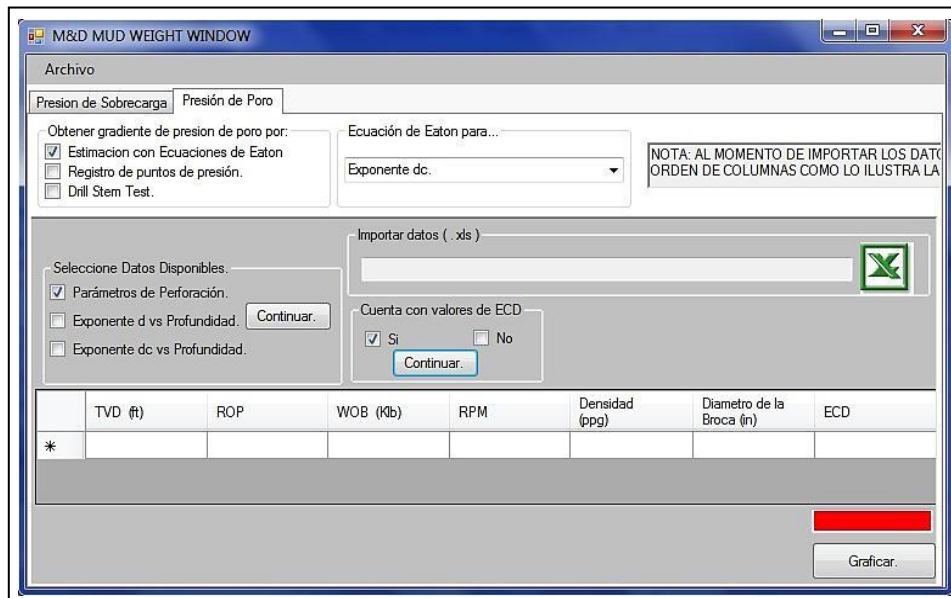 M&D MUD WEIGHT WINDOW
Archivo
Presion de Sobrecarga
Presión de Poro
Obtener gradiente de presion de poro por:
Estimacion con Ecuaciones de Eaton
Registro de puntos de presión.
Drill Stem Test.
Ecuación de Eaton para...
Exponente dc.
NOTA: AL MOMENTO DE IMPORTAR LOS DATO
ORDEN DE COLUMNAS COMO LO ILUSTRA LA
Importar datos ( .xls )
Seleccione Datos Disponibles.
Parámetros de Perforación.
Exponente d vs Profundidad.
Continuar.
Exponente dc vs Profundidad.
Cuenta con valores de ECD
Si
No
Continuar.
TVD (ft)
ROP
WOB (Klb)
RPM
Densidad
(ppg)
Diametro de la
Broca (in)
ECD
Graficar.